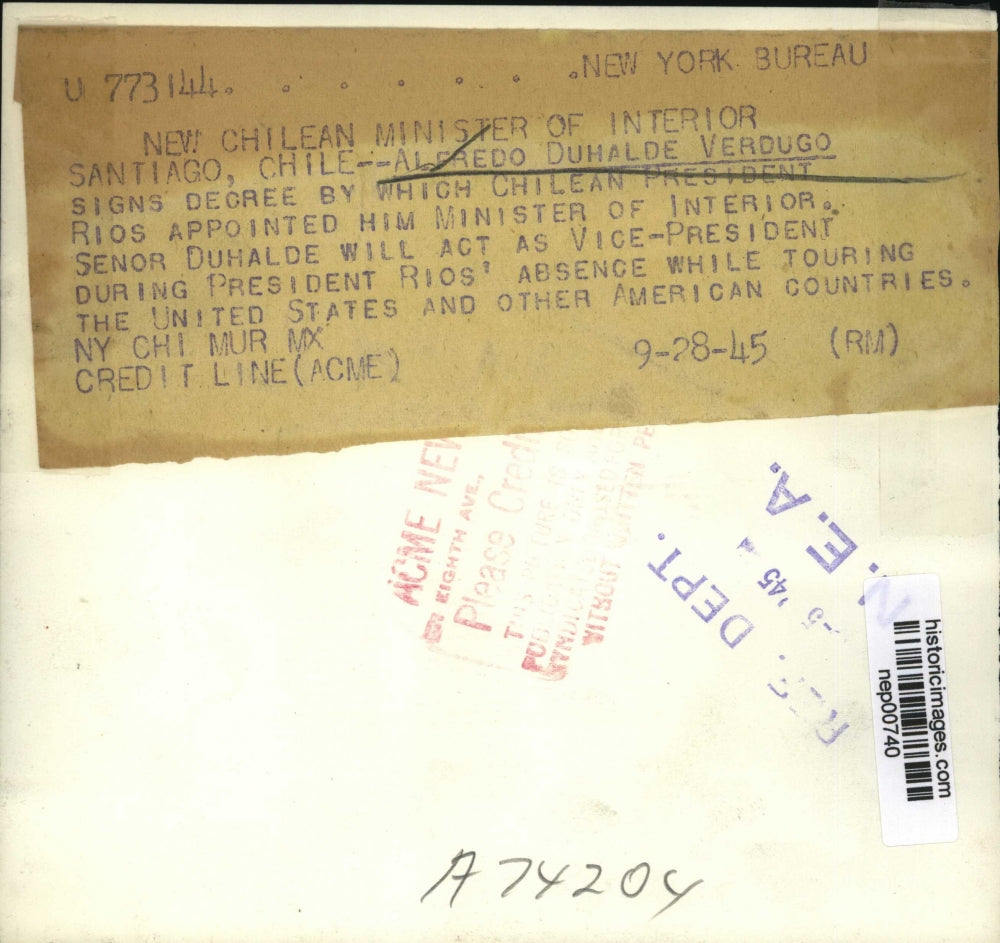 U 773144. . . . . . .NEW YORK BUREAU
NEW CHILEAN MINISTER OF INTERIOR
SANTIAGO, CHILE--ALFREDO DUHALDE VERDUGO
SIGNS DECREE BY WHICH CHILEAN PRESIDENT
RIOS APPOINTED HIM MINISTER OF INTERIOR.
SENOR DUHALDE WILL ACT AS VICE-PRESIDENT
DURING PRESIDENT RIOS' ABSENCE WHILE TOURING
THE UNITED STATES AND OTHER AMERICAN COUNTRIES.
NY CHI MUR MX 9-28-45 (RM)
CREDIT LINE(ACME)
ACME
EIGHTH AVE.,
Please
WITHOUT WRITTEN
DEPT.
'45
N.E.A.
historicimages.com
nep00740
A74204